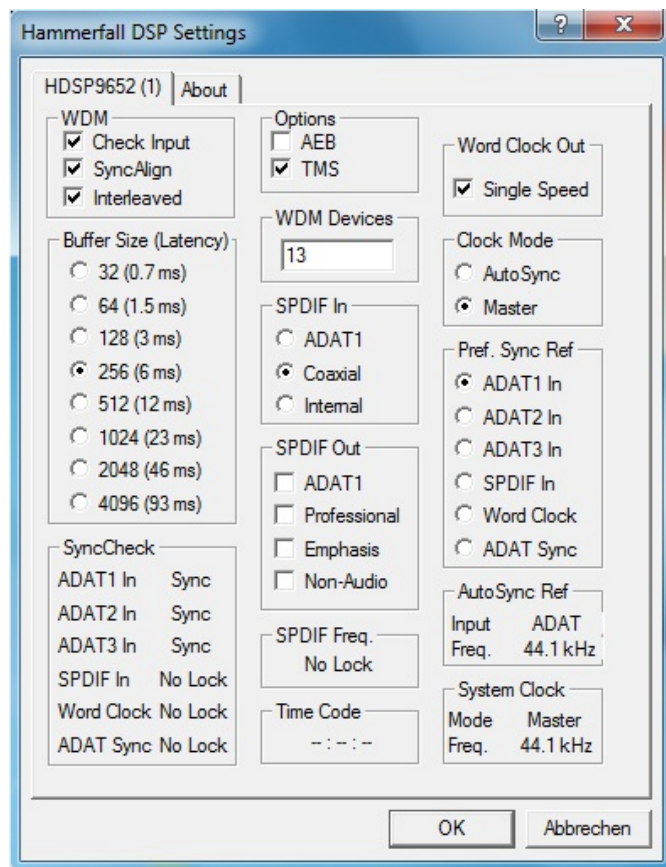 Hammerfall DSP Settings
?
HDSP9652 (1)
About
WDM
Check Input
SyncAlign
Interleaved
Buffer Size (Latency)
32 (0.7 ms)
64 (1.5 ms)
128 (3 ms)
256 (6 ms)
512 (12 ms)
1024 (23 ms)
2048 (46 ms)
4096 (93 ms)
SyncCheck
ADAT1 In Sync
ADAT2 In Sync
ADAT3 In Sync
SPDIF In No Lock
Word Clock No Lock
ADAT Sync No Lock
Options
AEB
TMS
WDM Devices
13
SPDIF In
ADAT1
Coaxial
Internal
SPDIF Out
ADAT1
Professional
Emphasis
Non-Audio
SPDIF Freq.
No Lock
Time Code
-- : -- : --
Word Clock Out
Single Speed
Clock Mode
AutoSync
Master
Pref. Sync Ref
ADAT1 In
ADAT2 In
ADAT3 In
SPDIF In
Word Clock
ADAT Sync
AutoSync Ref
Input ADAT
Freq. 44.1 kHz
System Clock
Mode Master
Freq. 44.1 kHz
OK
Abbrechen